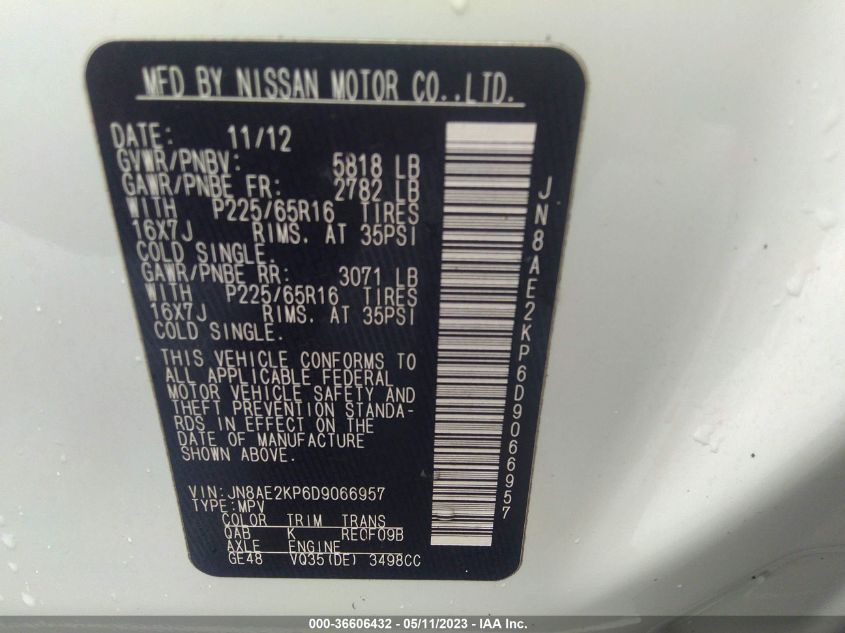 MFD BY NISSAN MOTOR CO.,LTD.
DATE: 11/12
GVWR/PNBV: 5818 LB
GAWR/PNBE FR: 2782 LB
WITH P225/65R16 TIRES
16X7J RIMS. AT 35PSI
COLD SINGLE.
GAWR/PNBE RR: 3071 LB
WITH P225/65R16 TIRES
16X7J RIMS. AT 35PSI
COLD SINGLE.
THIS VEHICLE CONFORMS TO
ALL APPLICABLE FEDERAL
MOTOR VEHICLE SAFETY AND
THEFT PREVENTION STANDA-
RDS IN EFFECT ON THE
DATE OF MANUFACTURE
SHOWN ABOVE.
VIN:JN8AE2KP6D9066957
TYPE:MPV
COLOR TRIM TRANS
QAB K RE0F09B
AXLE ENGINE
GE48 VQ35(DE) 3498CC
JN8AE2KP6D9066957
000-36606432 - 05/11/2023 - IAA Inc.